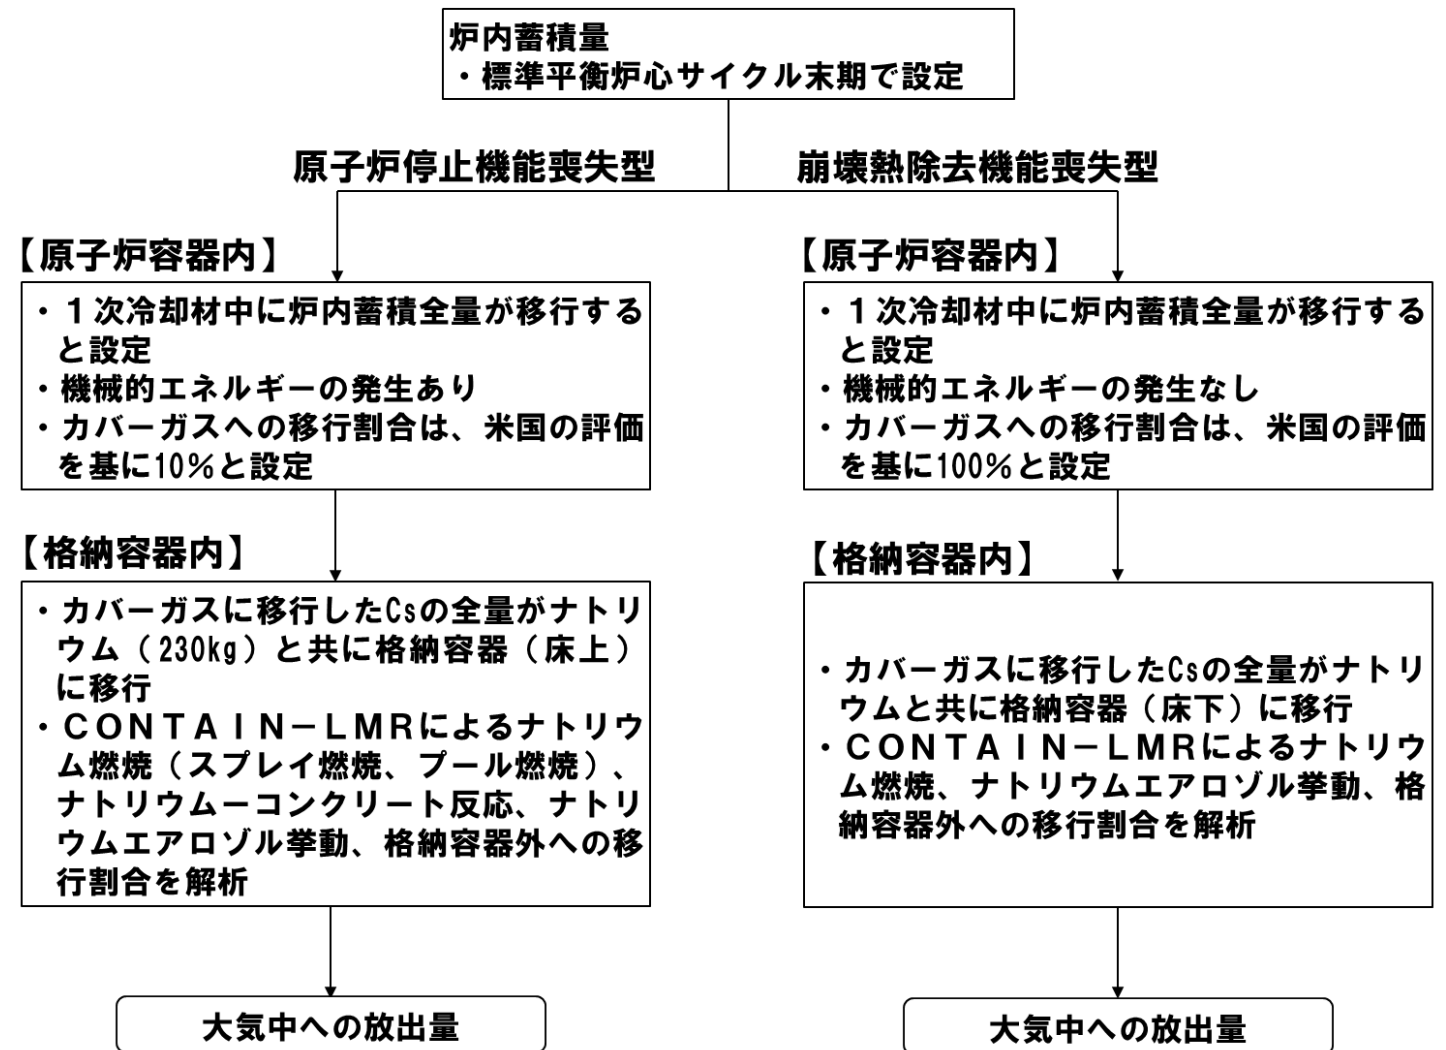 炉内蓄積量
・標準平衡炉心サイクル末期で設定
原子炉停止機能喪失型
崩壊熱除去機能喪失型
【原子炉容器内】
・１次冷却材中に炉内蓄積全量が移行する
と設定
・機械的エネルギーの発生あり
・カバーガスへの移行割合は、米国の評価
を基に10％と設定
【格納容器内】
・カバーガスに移行したCsの全量がナトリ
ウム（230kg）と共に格納容器（床上）
に移行
・ＣＯＮＴＡＩＮ－ＬＭＲによるナトリウ
ム燃焼（スプレイ燃焼、プール燃焼）、
ナトリウムーコンクリート反応、ナトリ
ウムエアロゾル挙動、格納容器外への移
行割合を解析
大気中への放出量
【原子炉容器内】
・１次冷却材中に炉内蓄積全量が移行する
と設定
・機械的エネルギーの発生なし
・カバーガスへの移行割合は、米国の評価
を基に100％と設定
【格納容器内】
・カバーガスに移行したCsの全量がナトリ
ウムと共に格納容器（床下）に移行
・ＣＯＮＴＡＩＮ－ＬＭＲによるナトリウ
ム燃焼、ナトリウムエアロゾル挙動、格
納容器外への移行割合を解析
大気中への放出量